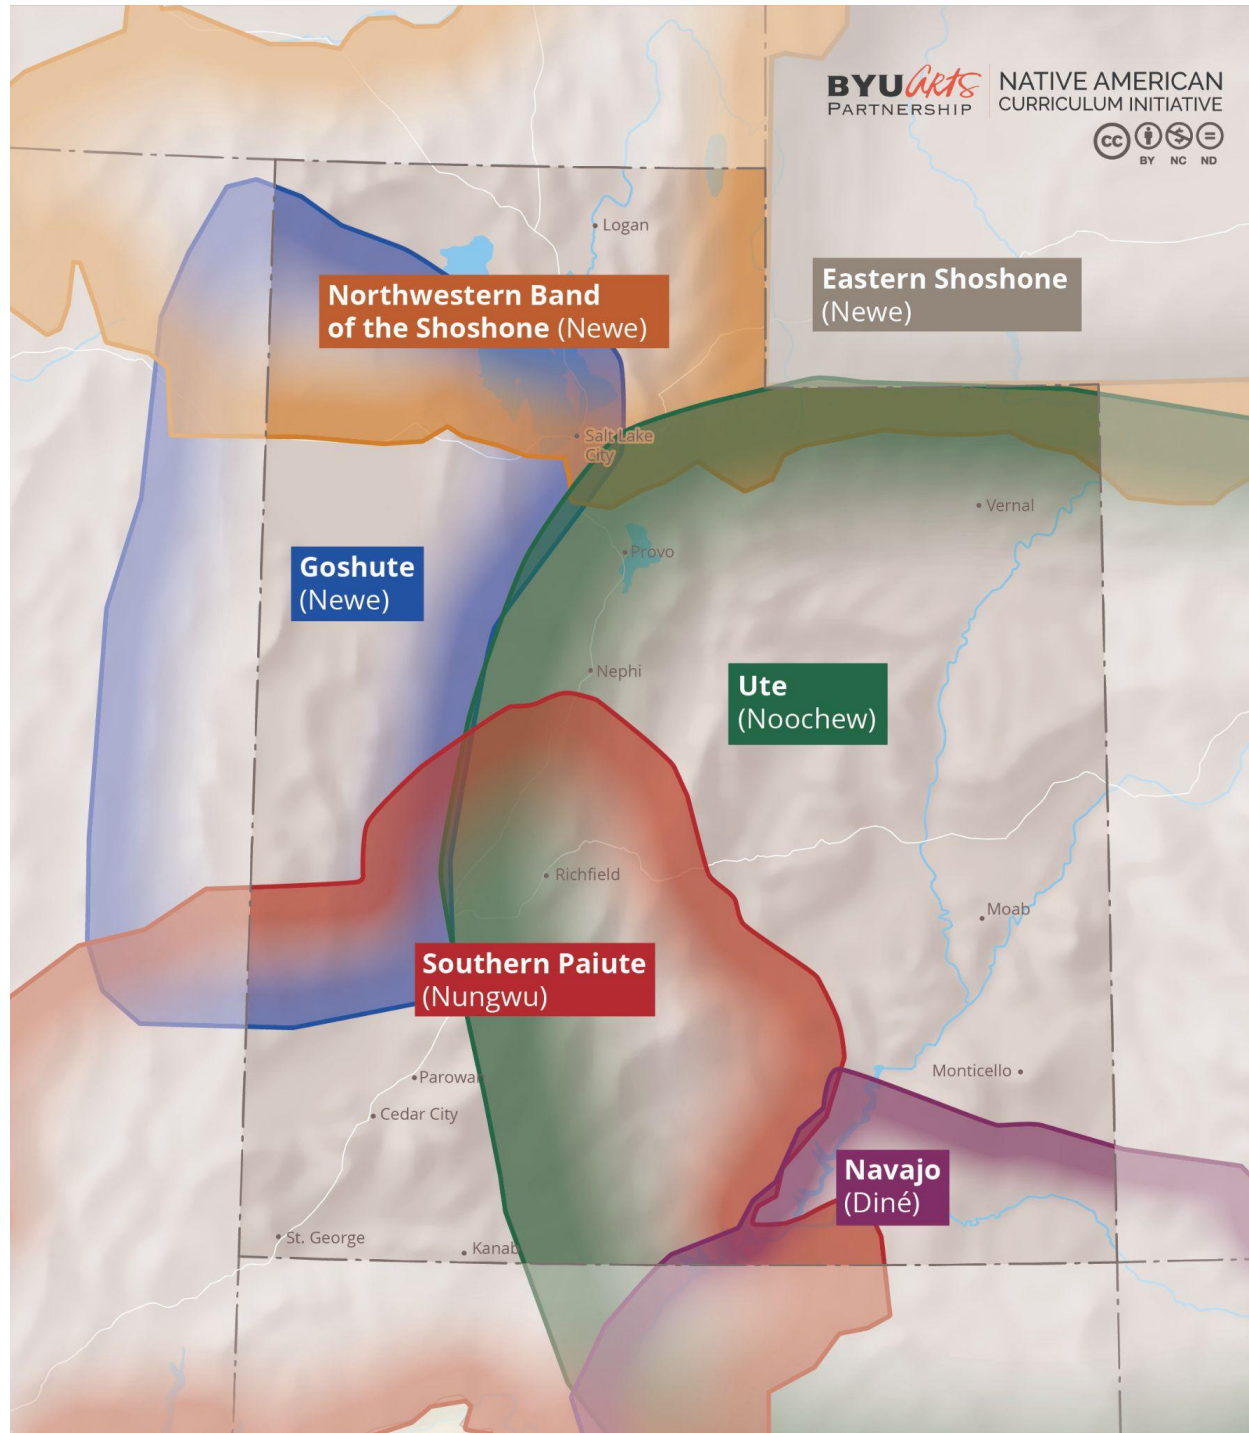 BYU ARTS
PARTNERSHIP
NATIVE AMERICAN
CURRICULUM INITIATIVE
cc
BY NC ND
Logan
Northwestern Band
of the Shoshone (Newe)
Eastern Shoshone
(Newe)
Salt Lake
City
Vernal
Provo
Goshute
(Newe)
Nephi
Ute
(Noochew)
Richfield
Moab
Southern Paiute
(Nungwu)
Monticello
Parowan
Cedar City
Navajo
(Diné)
St. George
Kanab